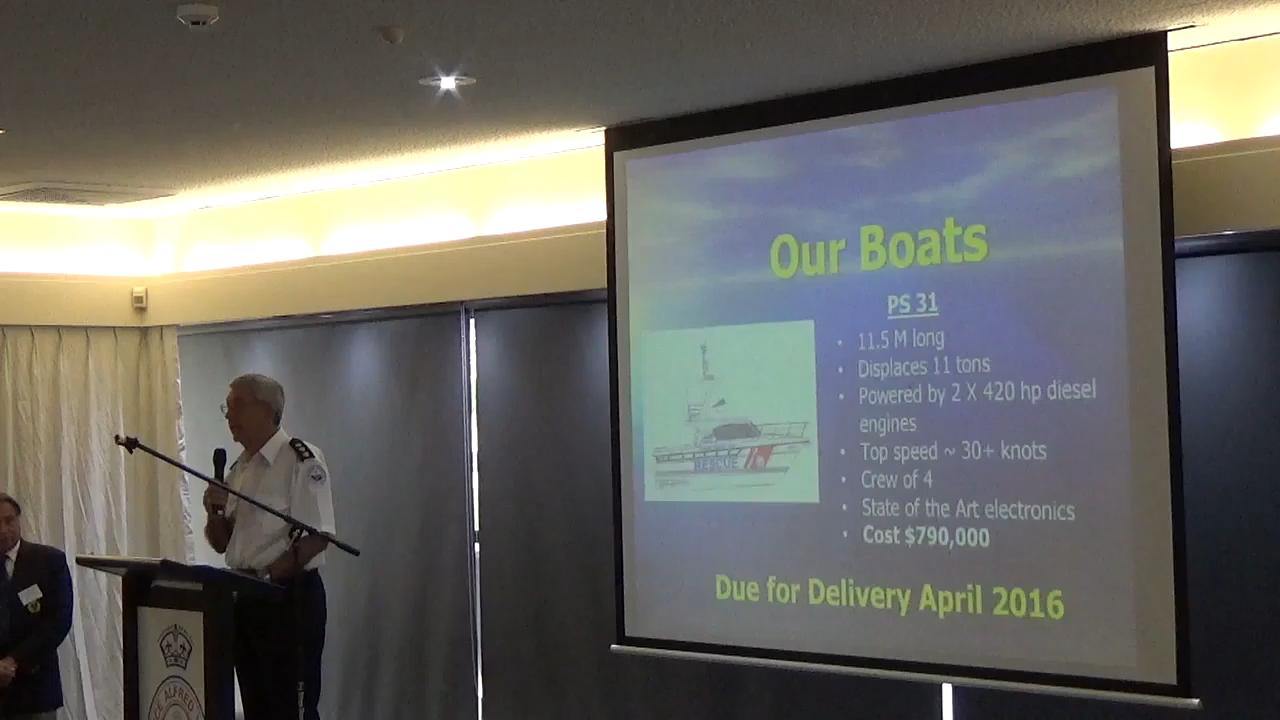 Our Boats
PS 31
• 11.5 M long
• Displaces 11 tons
• Powered by 2 X 420 hp diesel
engines
• Top speed ~ 30+ knots
• Crew of 4
• State of the Art electronics
• Cost $790,000
RESCUE
Due for Delivery April 2016
ALFRED